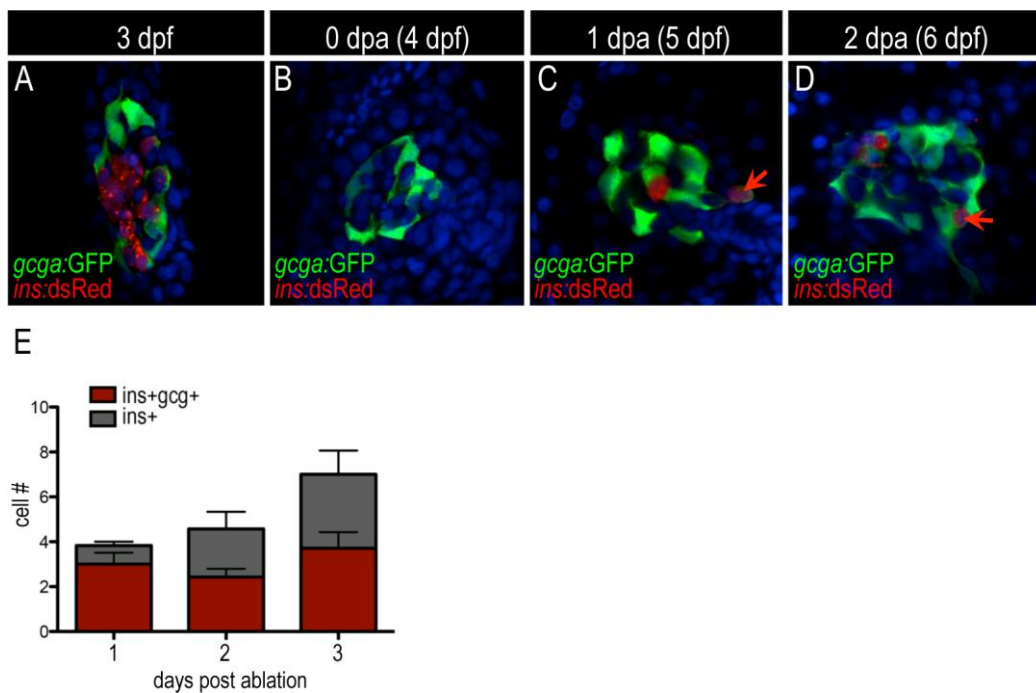 3 dpf
0 dpa (4 dpf)
1 dpa (5 dpf)
2 dpa (6 dpf)
A
B
C
D
gcga:GFP
ins:dsRed
gcga:GFP
ins:dsRed
gcga:GFP
ins:dsRed
gcga:GFP
ins:dsRed
E
ins+gcg+
ins+
10
8
6
4
2
0
cell #
1 2 3
days post ablation